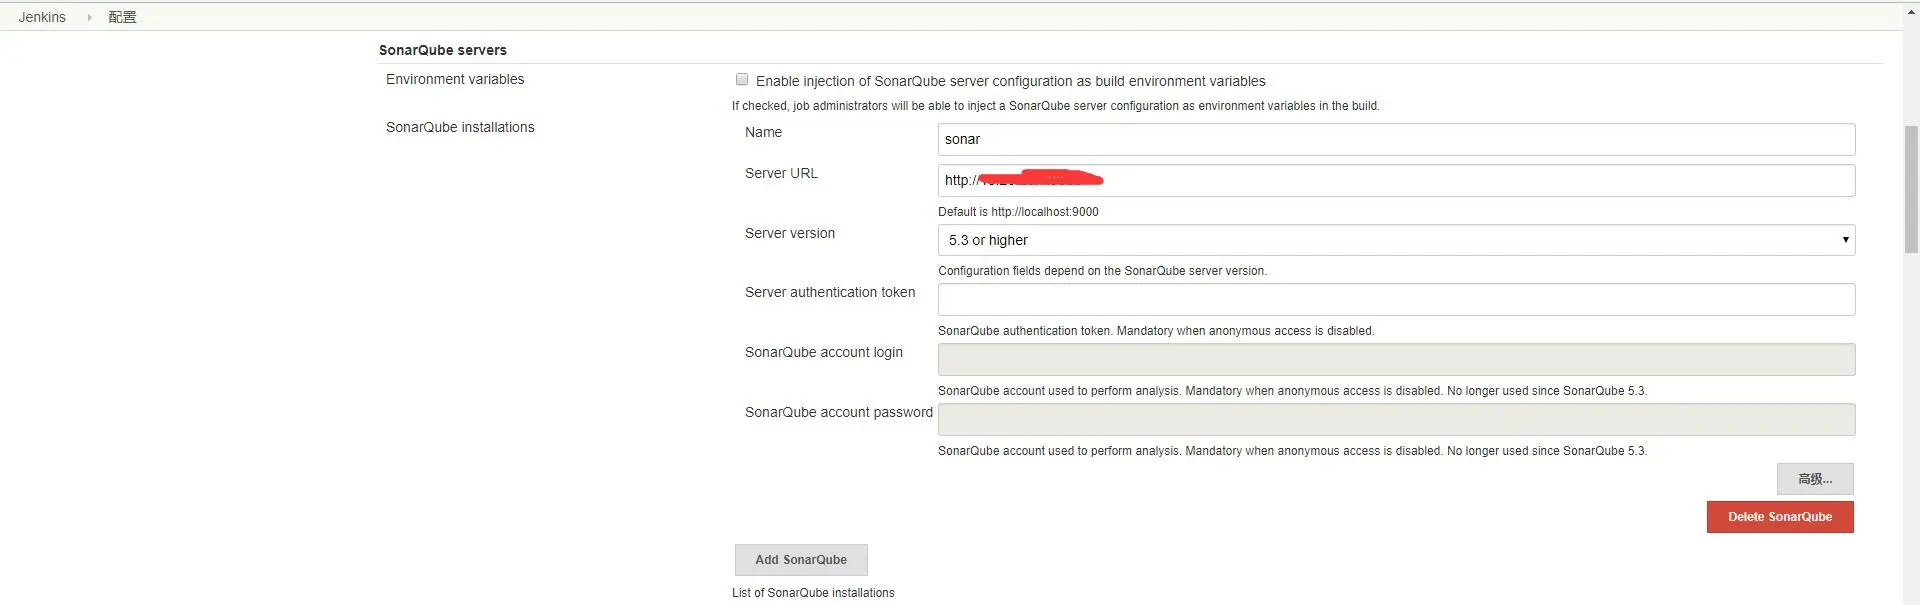 Jenkins 配置
SonarQube servers
Environment variables
Enable injection of SonarQube server configuration as build environment variables
If checked, job administrators will be able to inject a SonarQube server configuration as environment variables in the build.
SonarQube installations
Name
sonar
Server URL
http://
Default is http://localhost:9000
Server version
5.3 or higher
Configuration fields depend on the SonarQube server version.
Server authentication token
SonarQube authentication token. Mandatory when anonymous access is disabled.
SonarQube account login
SonarQube account used to perform analysis. Mandatory when anonymous access is disabled. No longer used since SonarQube 5.3.
SonarQube account password
SonarQube account used to perform analysis. Mandatory when anonymous access is disabled. No longer used since SonarQube 5.3.
高级...
Delete SonarQube
Add SonarQube
List of SonarQube installations